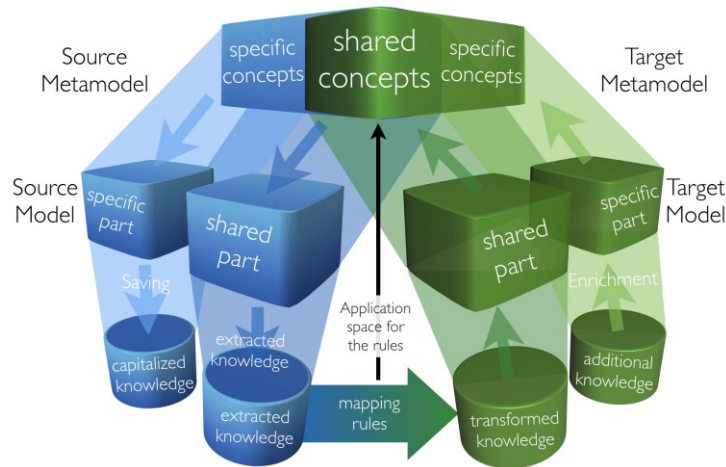 Source
Metamodel
specific
concepts
shared
concepts
specific
concepts
Target
Metamodel
Source
Model
specific
part
shared
part
shared
part
specific
part
Target
Model
Saving
extracted
knowledge
Application
space for
the rules
Enrichment
capitalized
knowledge
extracted
knowledge
mapping
rules
transformed
knowledge
additional
knowledge